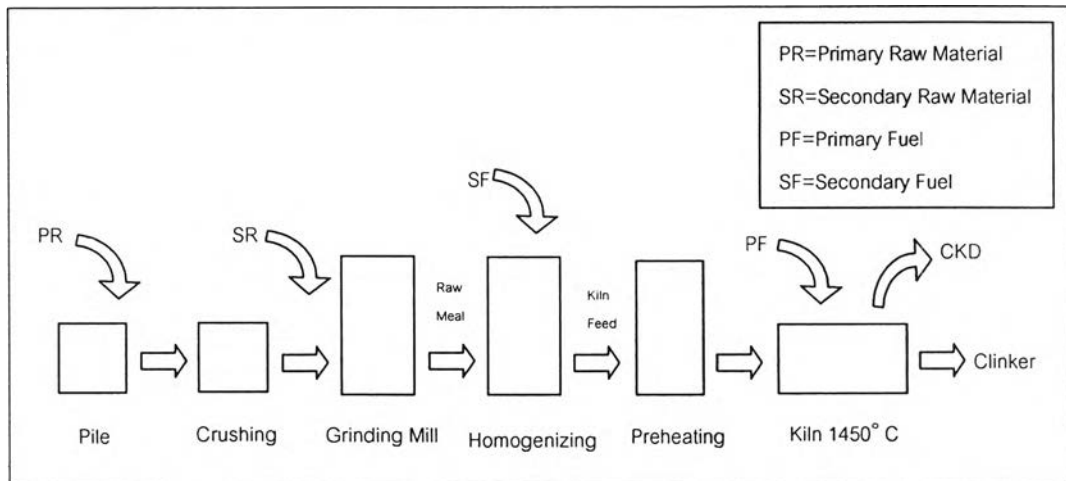 PR=Primary Raw Material
SR=Secondary Raw Material
PF=Primary Fuel
SF=Secondary Fuel
SF
PR
SR
PF
CKD
Raw
Meal
Kiln
Feed
Clinker
Pile
Crushing
Grinding Mill
Homogenizing
Preheating
Kiln 1450° C